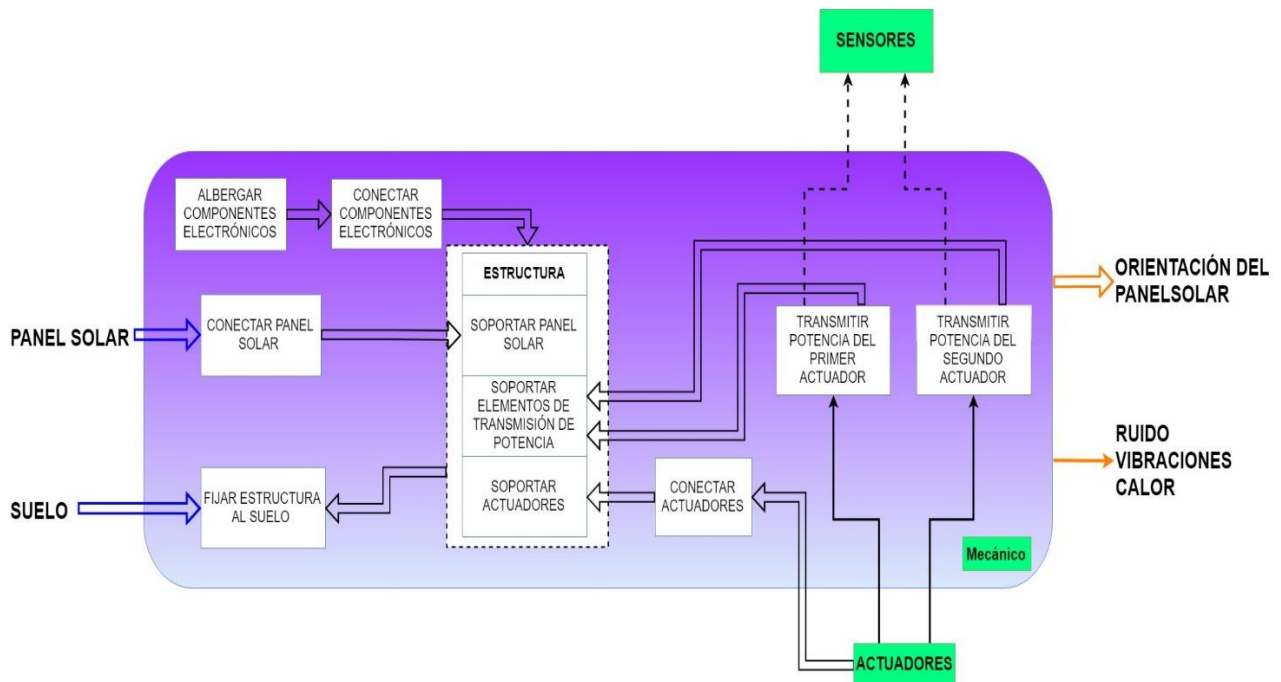 SENSORES
ALBERGAR
COMPONENTES
ELECTRÓNICOS
CONECTAR
COMPONENTES
ELECTRÓNICOS
ESTRUCTURA
ORIENTACIÓN DEL
PANELSOLAR
PANEL SOLAR
CONECTAR PANEL
SOLAR
SOPORTAR PANEL
SOLAR
TRANSMITIR
POTENCIA DEL
PRIMER
ACTUADOR
TRANSMITIR
POTENCIA DEL
SEGUNDO
ACTUADOR
SOPORTAR
ELEMENTOS DE
TRANSMISIÓN DE
POTENCIA
RUIDO
VIBRACIONES
CALOR
SUELO
FIJAR ESTRUCTURA
AL SUELO
SOPORTAR
ACTUADORES
CONECTAR
ACTUADORES
Mecánico
ACTUADORES